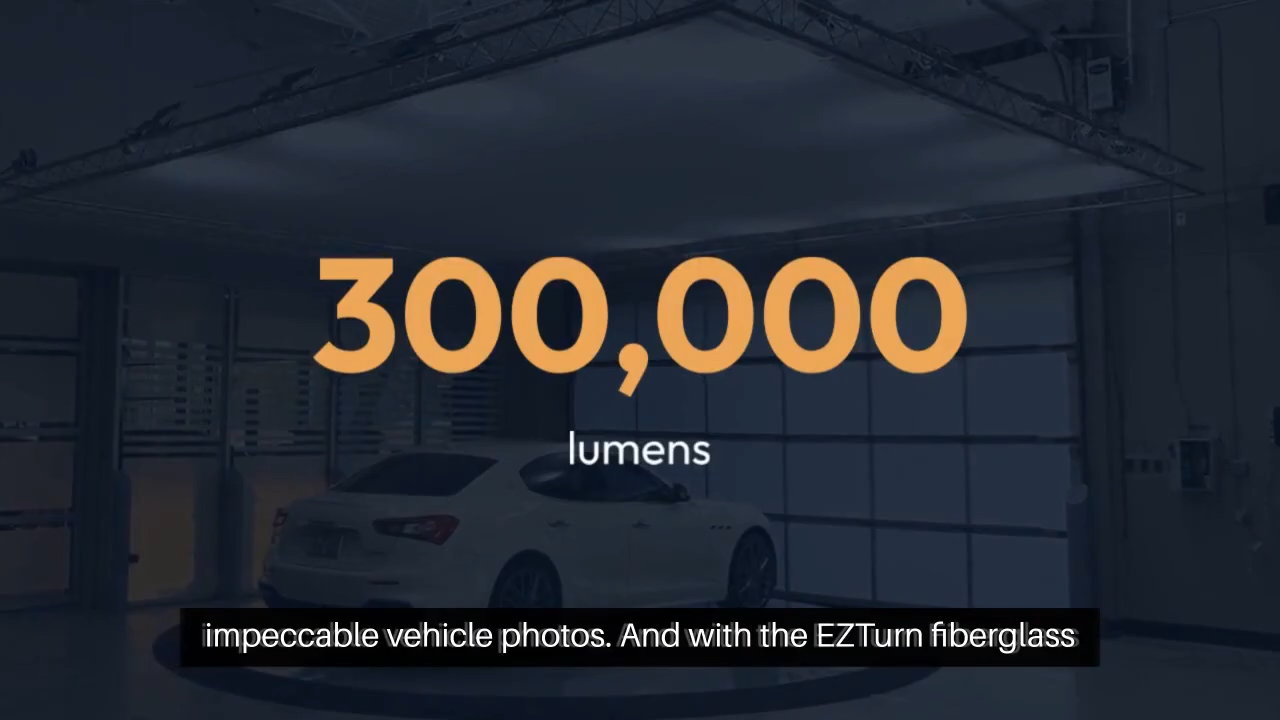 300,000
lumens
impeccable vehicle photos. And with the EZTurn fiberglass